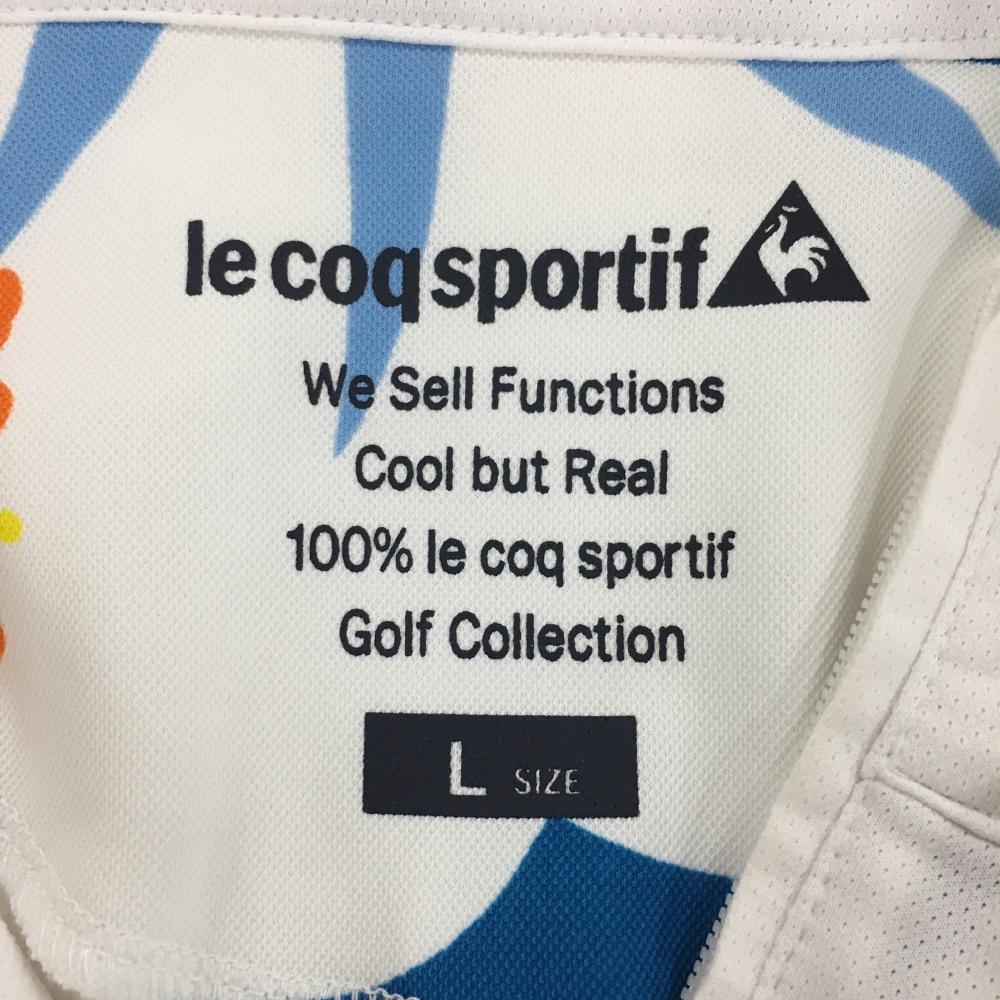 le coq sportif
We Sell Functions
Cool but Real
100% le coq sportif
Golf Collection
L SIZE